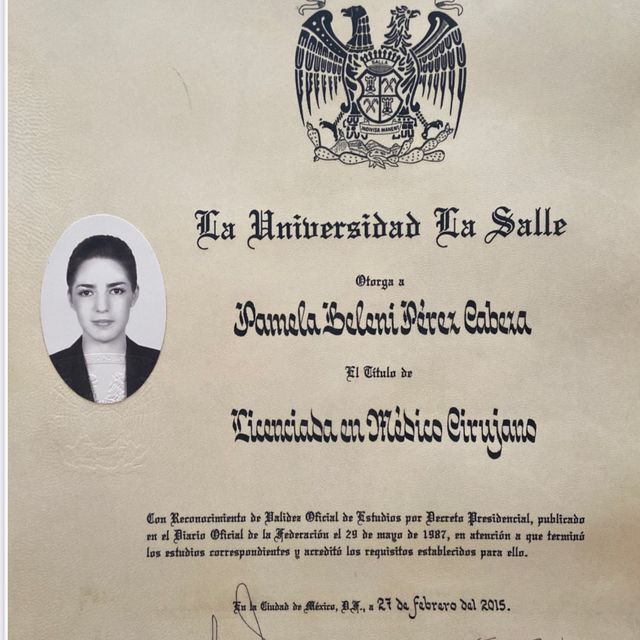 LA SALLE
INDIVISA MANENT
La Universidad La Salle
Otorga a
Pamela Beleni Pérez Cabeza
El Título de
Licenciada en Médico Cirujano
Con Reconocimiento de Validez Oficial de Estudios por Decreto Presidencial, publicado
en el Diario Oficial de la Federación el 29 de mayo de 1987, en atención a que terminó
los estudios correspondientes y acreditó los requisitos establecidos para ello.
En la Ciudad de México, D.F., a 27 de febrero del 2015.